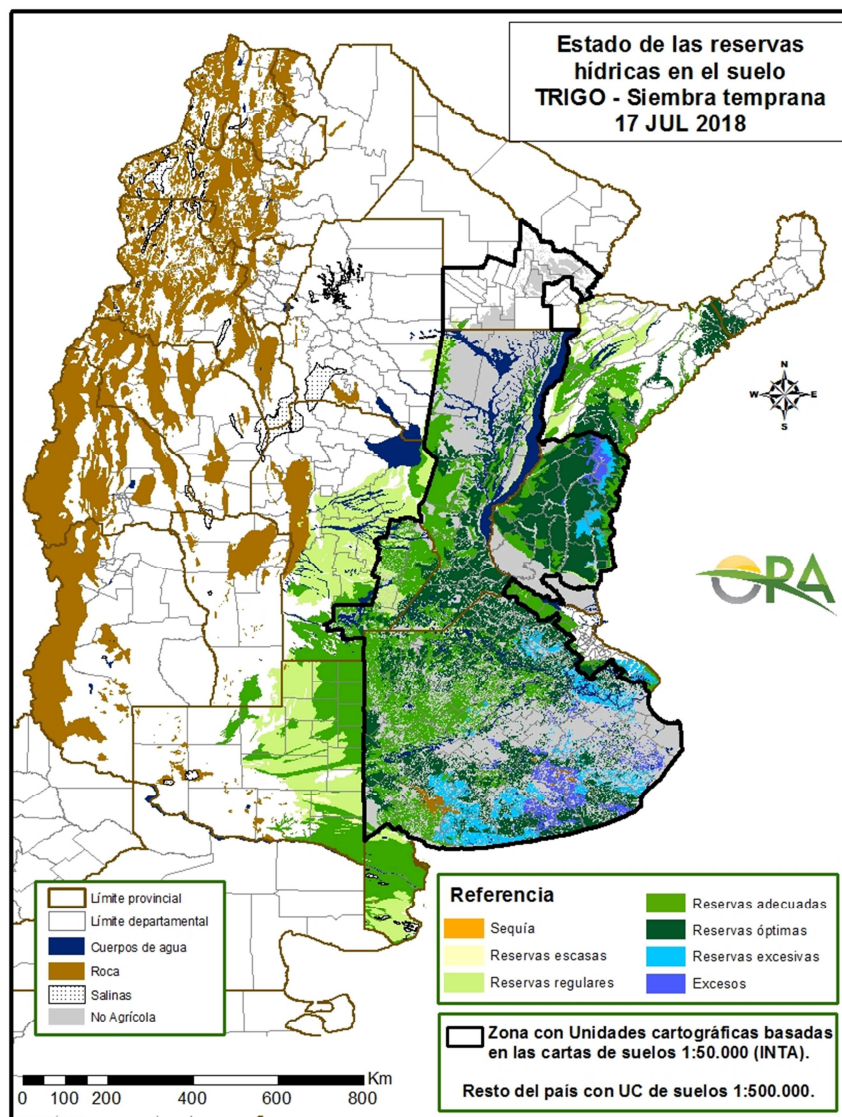 Estado de las reservas
hídricas en el suelo
TRIGO - Siembra temprana
17 JUL 2018
N
W
E
S
OPA
Límite provincial
Límite departamental
Cuerpos de agua
Roca
Salinas
No Agrícola
Referencia
Sequía
Reservas escasas
Reservas regulares
Reservas adecuadas
Reservas óptimas
Reservas excesivas
Excesos
Zona con Unidades cartográficas basadas
en las cartas de suelos 1:50.000 (INTA).
Resto del país con UC de suelos 1:500.000.
Km
0 100 200 400 600 800